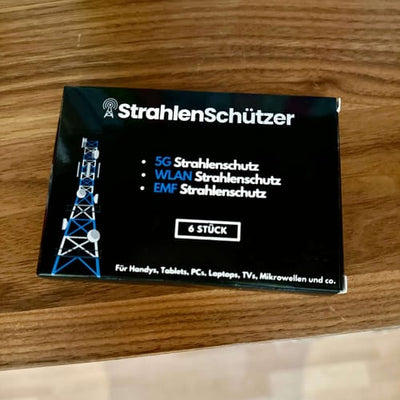 StrahlenSchützer
• 5G Strahlenschutz
• WLAN Strahlenschutz
• EMF Strahlenschutz
6 STÜCK
Für Handys, Tablets, PCs, Laptops, TVs, Mikrowellen und co.